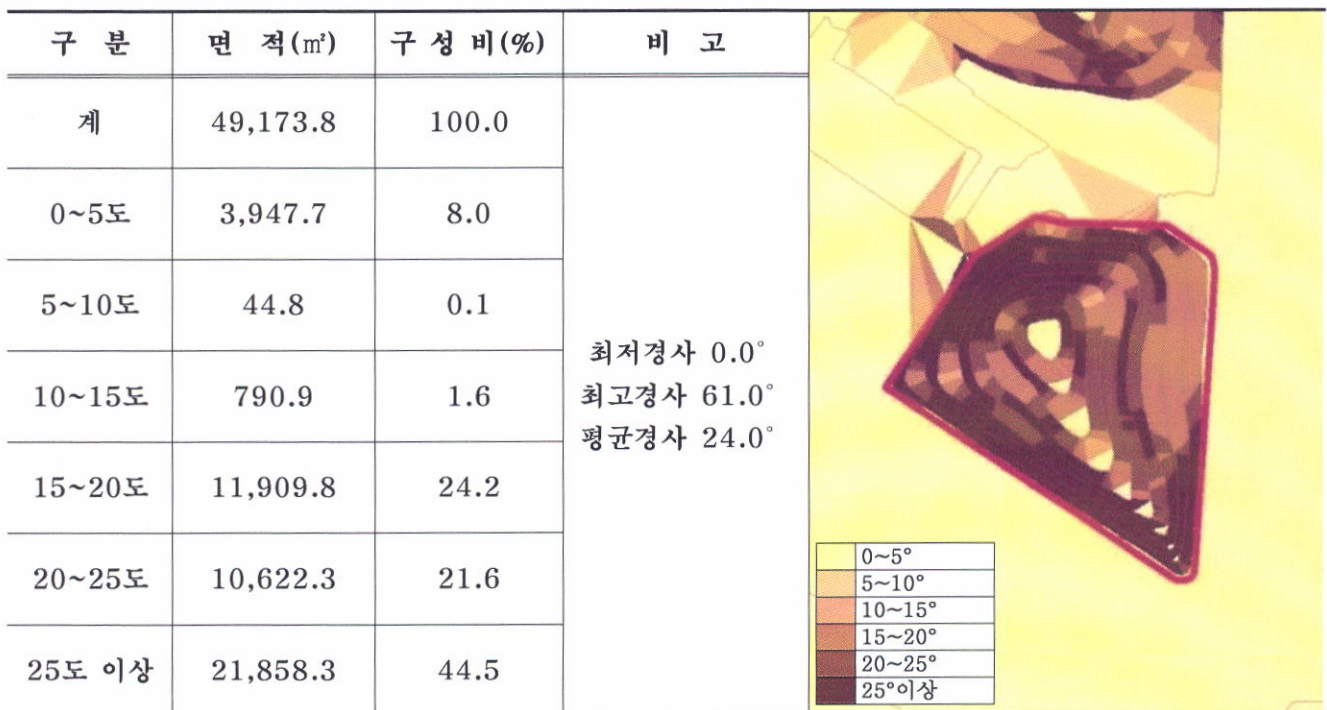 구 분 면 적(㎡) 구 성 비(%) 비 고
계 49,173.8 100.0
0~5도 3,947.7 8.0
5~10도 44.8 0.1
10~15도 790.9 1.6
15~20도 11,909.8 24.2
20~25도 10,622.3 21.6
25도 이상 21,858.3 44.5
최저경사 0.0°
최고경사 61.0°
평균경사 24.0°
0~5°
5~10°
10~15°
15~20°
20~25°
25°이상